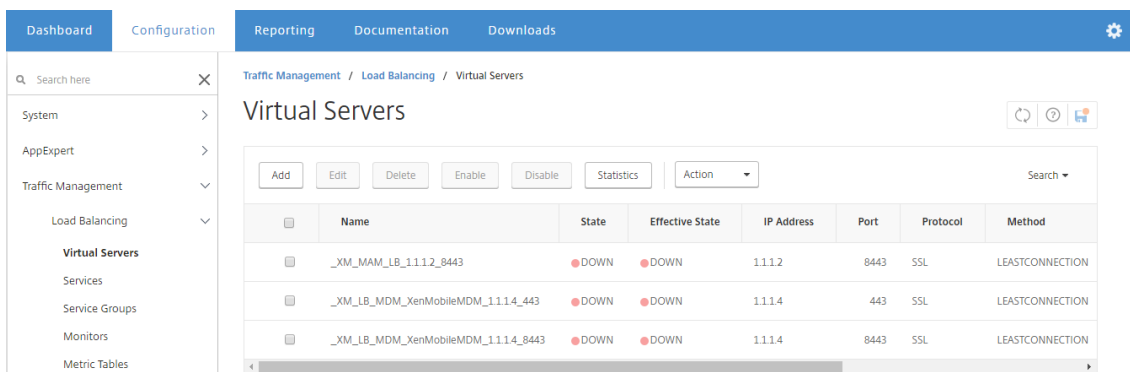 Dashboard Configuration Reporting Documentation Downloads
Search here
System
AppExpert
Traffic Management
Load Balancing
Virtual Servers
Services
Service Groups
Monitors
Metric Tables
Traffic Management / Load Balancing / Virtual Servers
Virtual Servers
Add Edit Delete Enable Disable Statistics Action Search
Name State Effective State IP Address Port Protocol Method
_XM_MAM_LB_1.1.1.2_8443 DOWN DOWN 1.1.1.2 8443 SSL LEASTCONNECTION
_XM_LB_MDM_XenMobileMDM_1.1.1.4_443 DOWN DOWN 1.1.1.4 443 SSL LEASTCONNECTION
_XM_LB_MDM_XenMobileMDM_1.1.1.4_8443 DOWN DOWN 1.1.1.4 8443 SSL LEASTCONNECTION